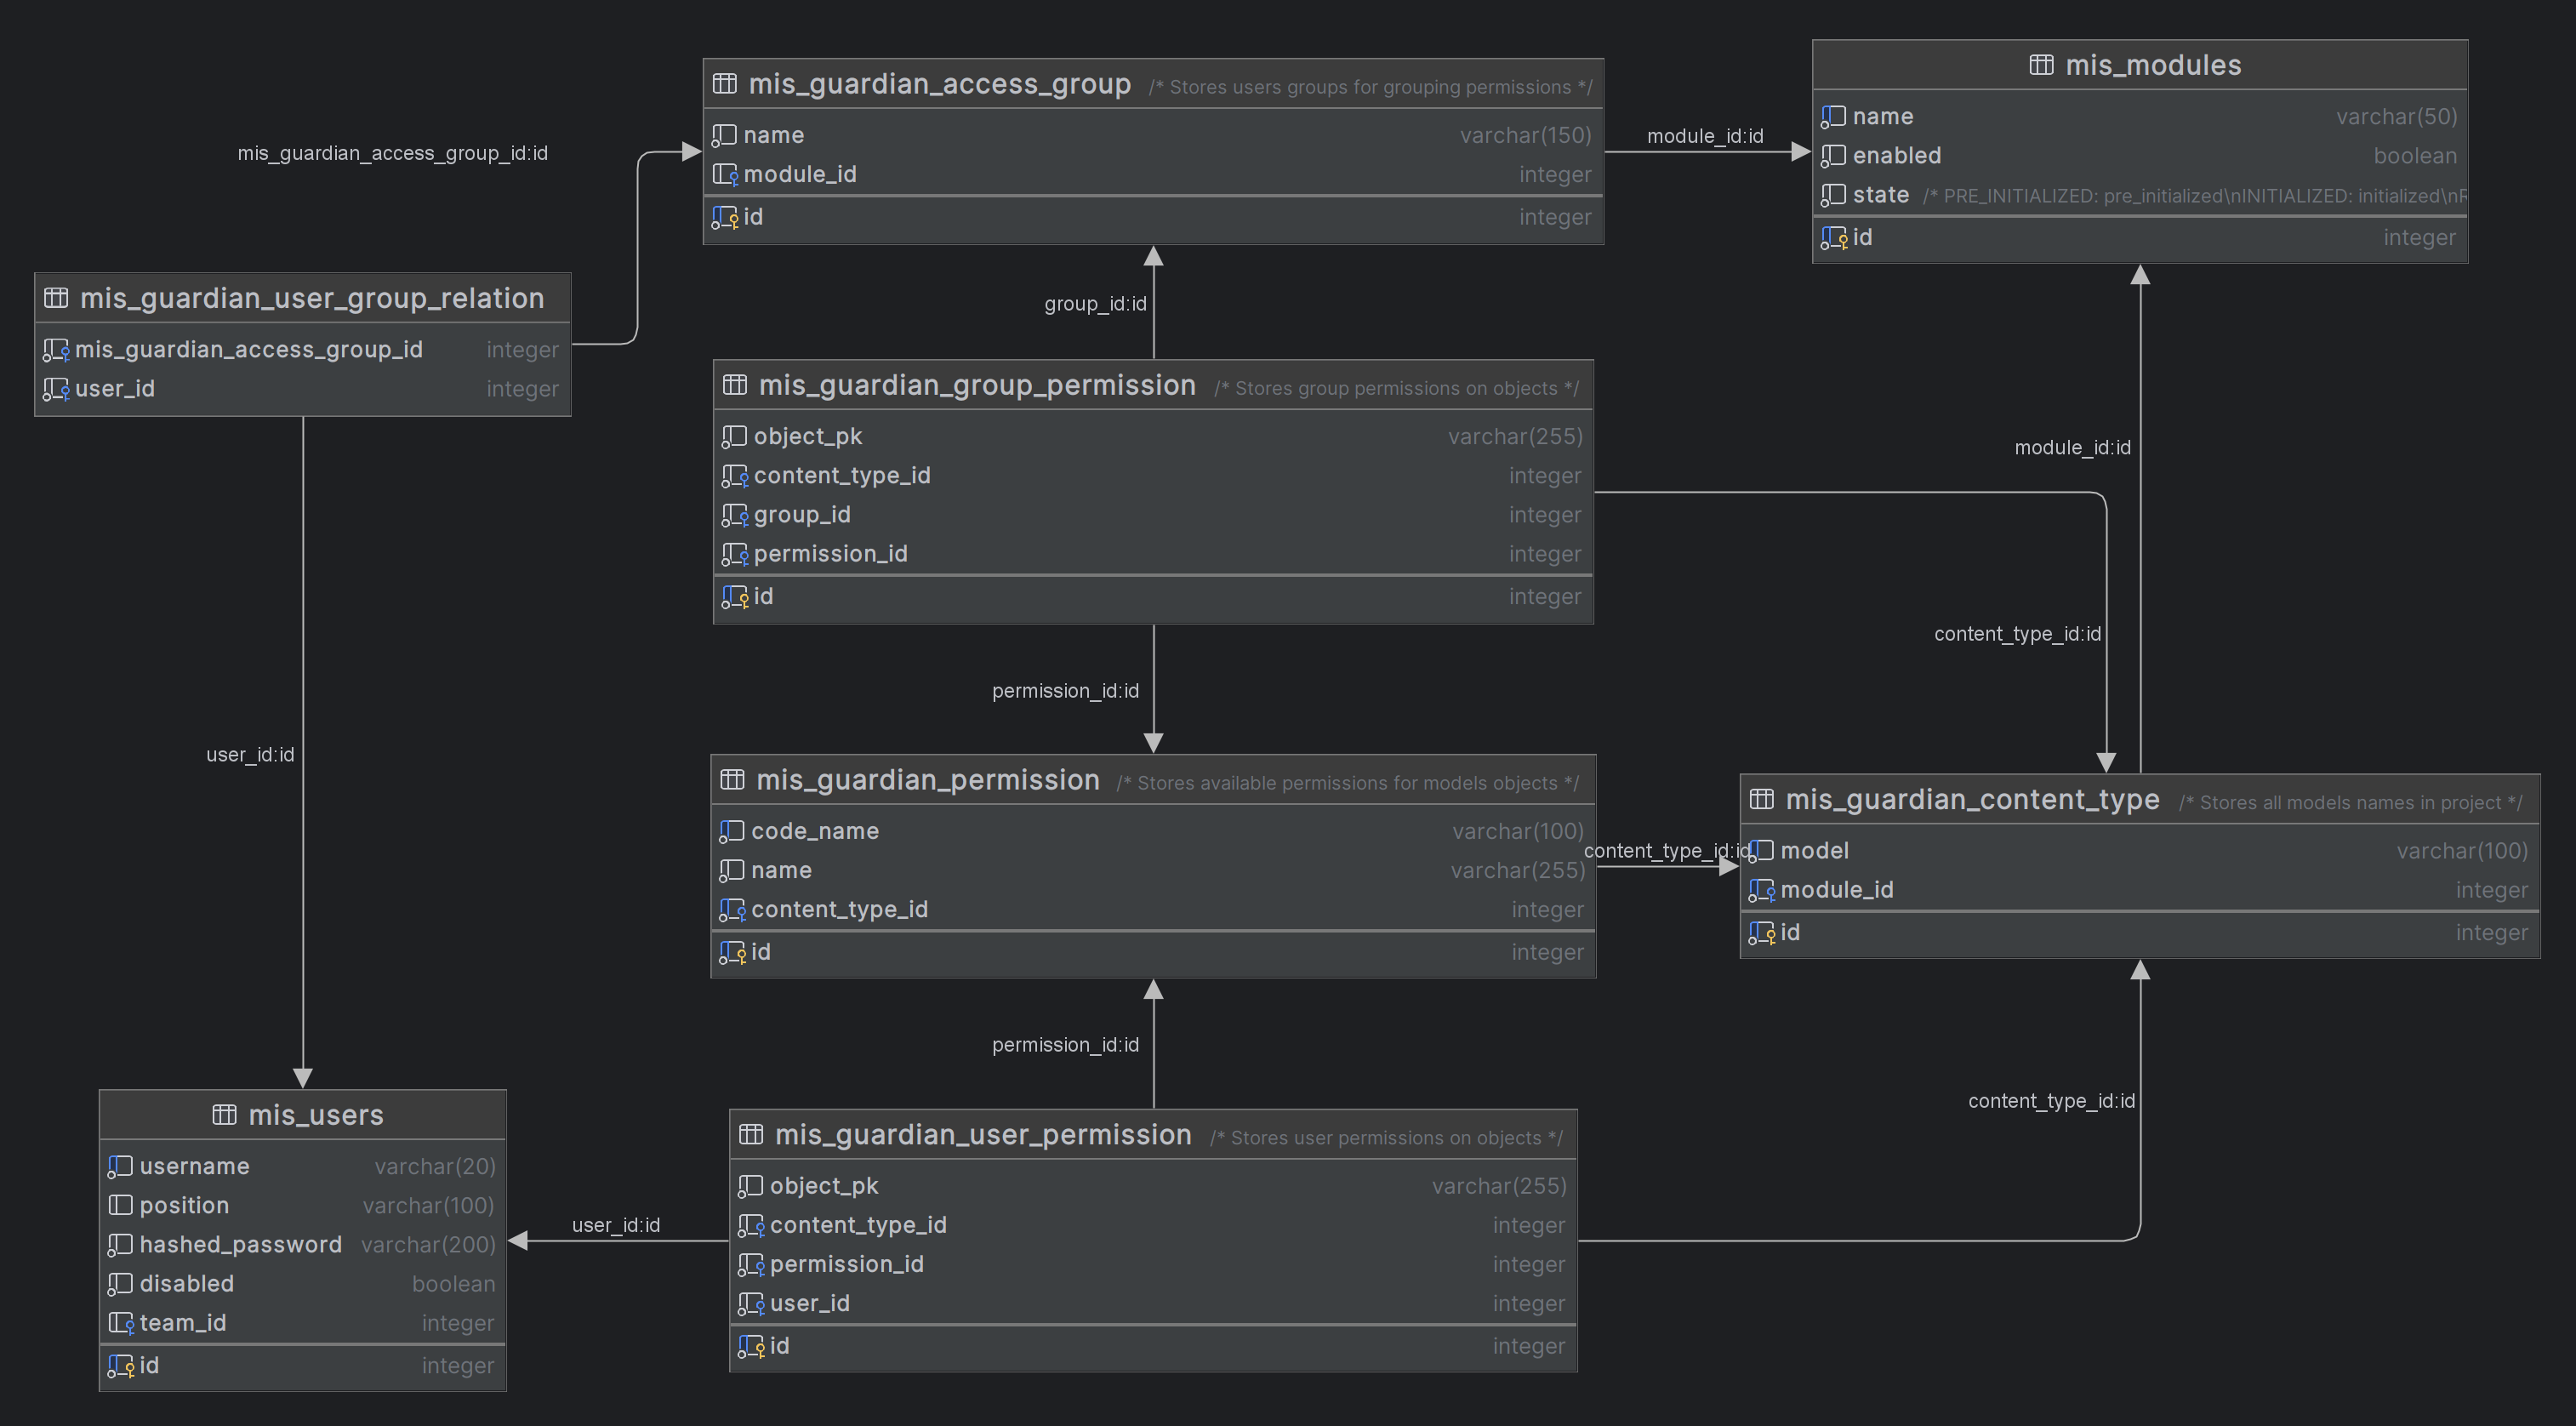 mis_guardian_access_group /* Stores users groups for grouping permissions */
name varchar(150)
module_id integer
id integer
module_id:id
mis_modules
name varchar(50)
enabled boolean
state /* PRE_INITIALIZED: pre_initialized\nINITIALIZED: initialized\n
id integer
mis_guardian_access_group_id:id
mis_guardian_user_group_relation
mis_guardian_access_group_id integer
user_id integer
group_id:id
mis_guardian_group_permission /* Stores group permissions on objects */
object_pk varchar(255)
content_type_id integer
group_id integer
permission_id integer
id integer
module_id:id
content_type_id:id
permission_id:id
user_id:id
mis_guardian_permission /* Stores available permissions for models objects */
code_name varchar(100)
name varchar(255)
content_type_id integer
id integer
content_type_id:id
mis_guardian_content_type /* Stores all models names in project */
model varchar(100)
module_id integer
id integer
permission_id:id
content_type_id:id
mis_users
username varchar(20)
position varchar(100)
hashed_password varchar(200)
disabled boolean
team_id integer
id integer
user_id:id
mis_guardian_user_permission /* Stores user permissions on objects */
object_pk varchar(255)
content_type_id integer
permission_id integer
user_id integer
id integer